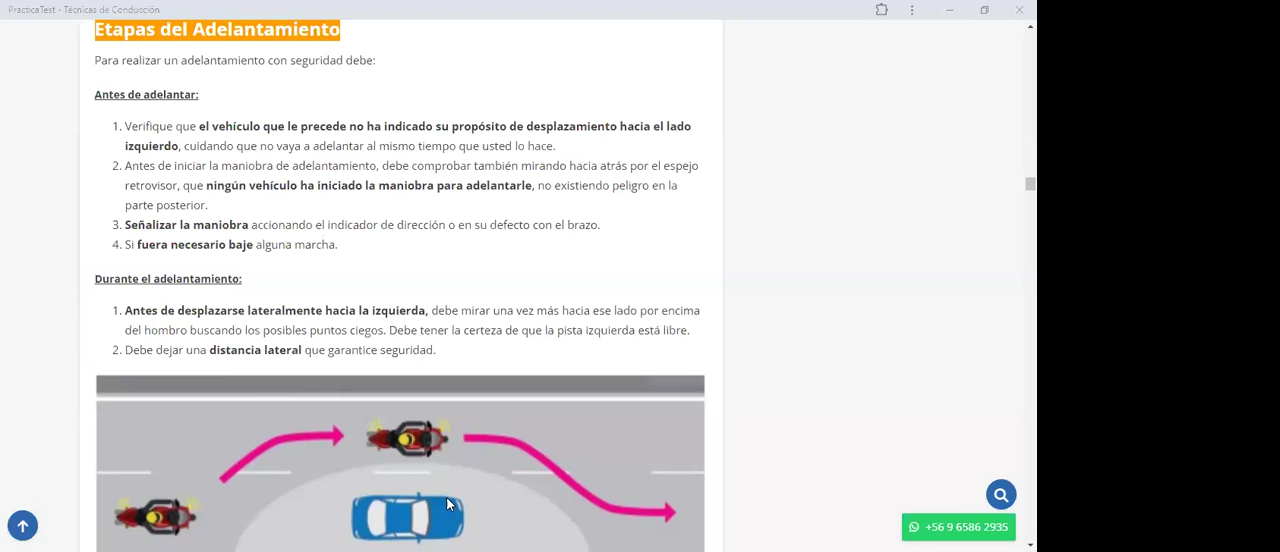 PracticaTest - Técnicas de Conducción
Etapas del Adelantamiento
Para realizar un adelantamiento con seguridad debe:
Antes de adelantar:
1. Verifique que el vehículo que le precede no ha indicado su propósito de desplazamiento hacia el lado
izquierdo, cuidando que no vaya a adelantar al mismo tiempo que usted lo hace.
2. Antes de iniciar la maniobra de adelantamiento, debe comprobar también mirando hacia atrás por el espejo
retrovisor, que ningún vehículo ha iniciado la maniobra para adelantarle, no existiendo peligro en la
parte posterior.
3. Señalizar la maniobra accionando el indicador de dirección o en su defecto con el brazo.
4. Si fuera necesario baje alguna marcha.
Durante el adelantamiento:
1. Antes de desplazarse lateralmente hacia la izquierda, debe mirar una vez más hacia ese lado por encima
del hombro buscando los posibles puntos ciegos. Debe tener la certeza de que la pista izquierda está libre.
2. Debe dejar una distancia lateral que garantice seguridad.
+56 9 6586 2935